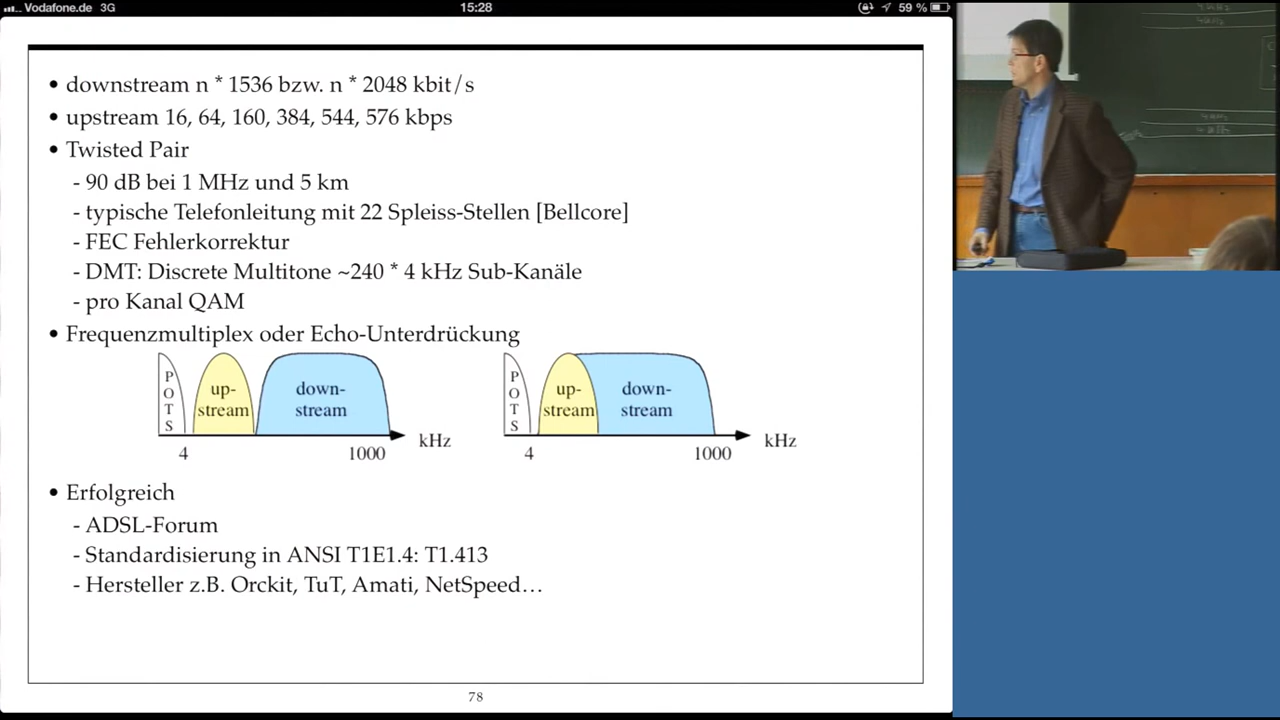 Vodafone.de 3G 15:28 59 %
• downstream n * 1536 bzw. n * 2048 kbit/s
• upstream 16, 64, 160, 384, 544, 576 kbps
• Twisted Pair
- 90 dB bei 1 MHz und 5 km
- typische Telefonleitung mit 22 Spleiss-Stellen [Bellcore]
- FEC Fehlerkorrektur
- DMT: Discrete Multitone ~240 * 4 kHz Sub-Kanäle
- pro Kanal QAM
• Frequenzmultiplex oder Echo-Unterdrückung
POTS
up-
stream
down-
stream
kHz
4
1000
POTS
up-
stream
down-
stream
kHz
4
1000
• Erfolgreich
- ADSL-Forum
- Standardisierung in ANSI T1E1.4: T1.413
- Hersteller z.B. Orckit, TuT, Amati, NetSpeed…
78